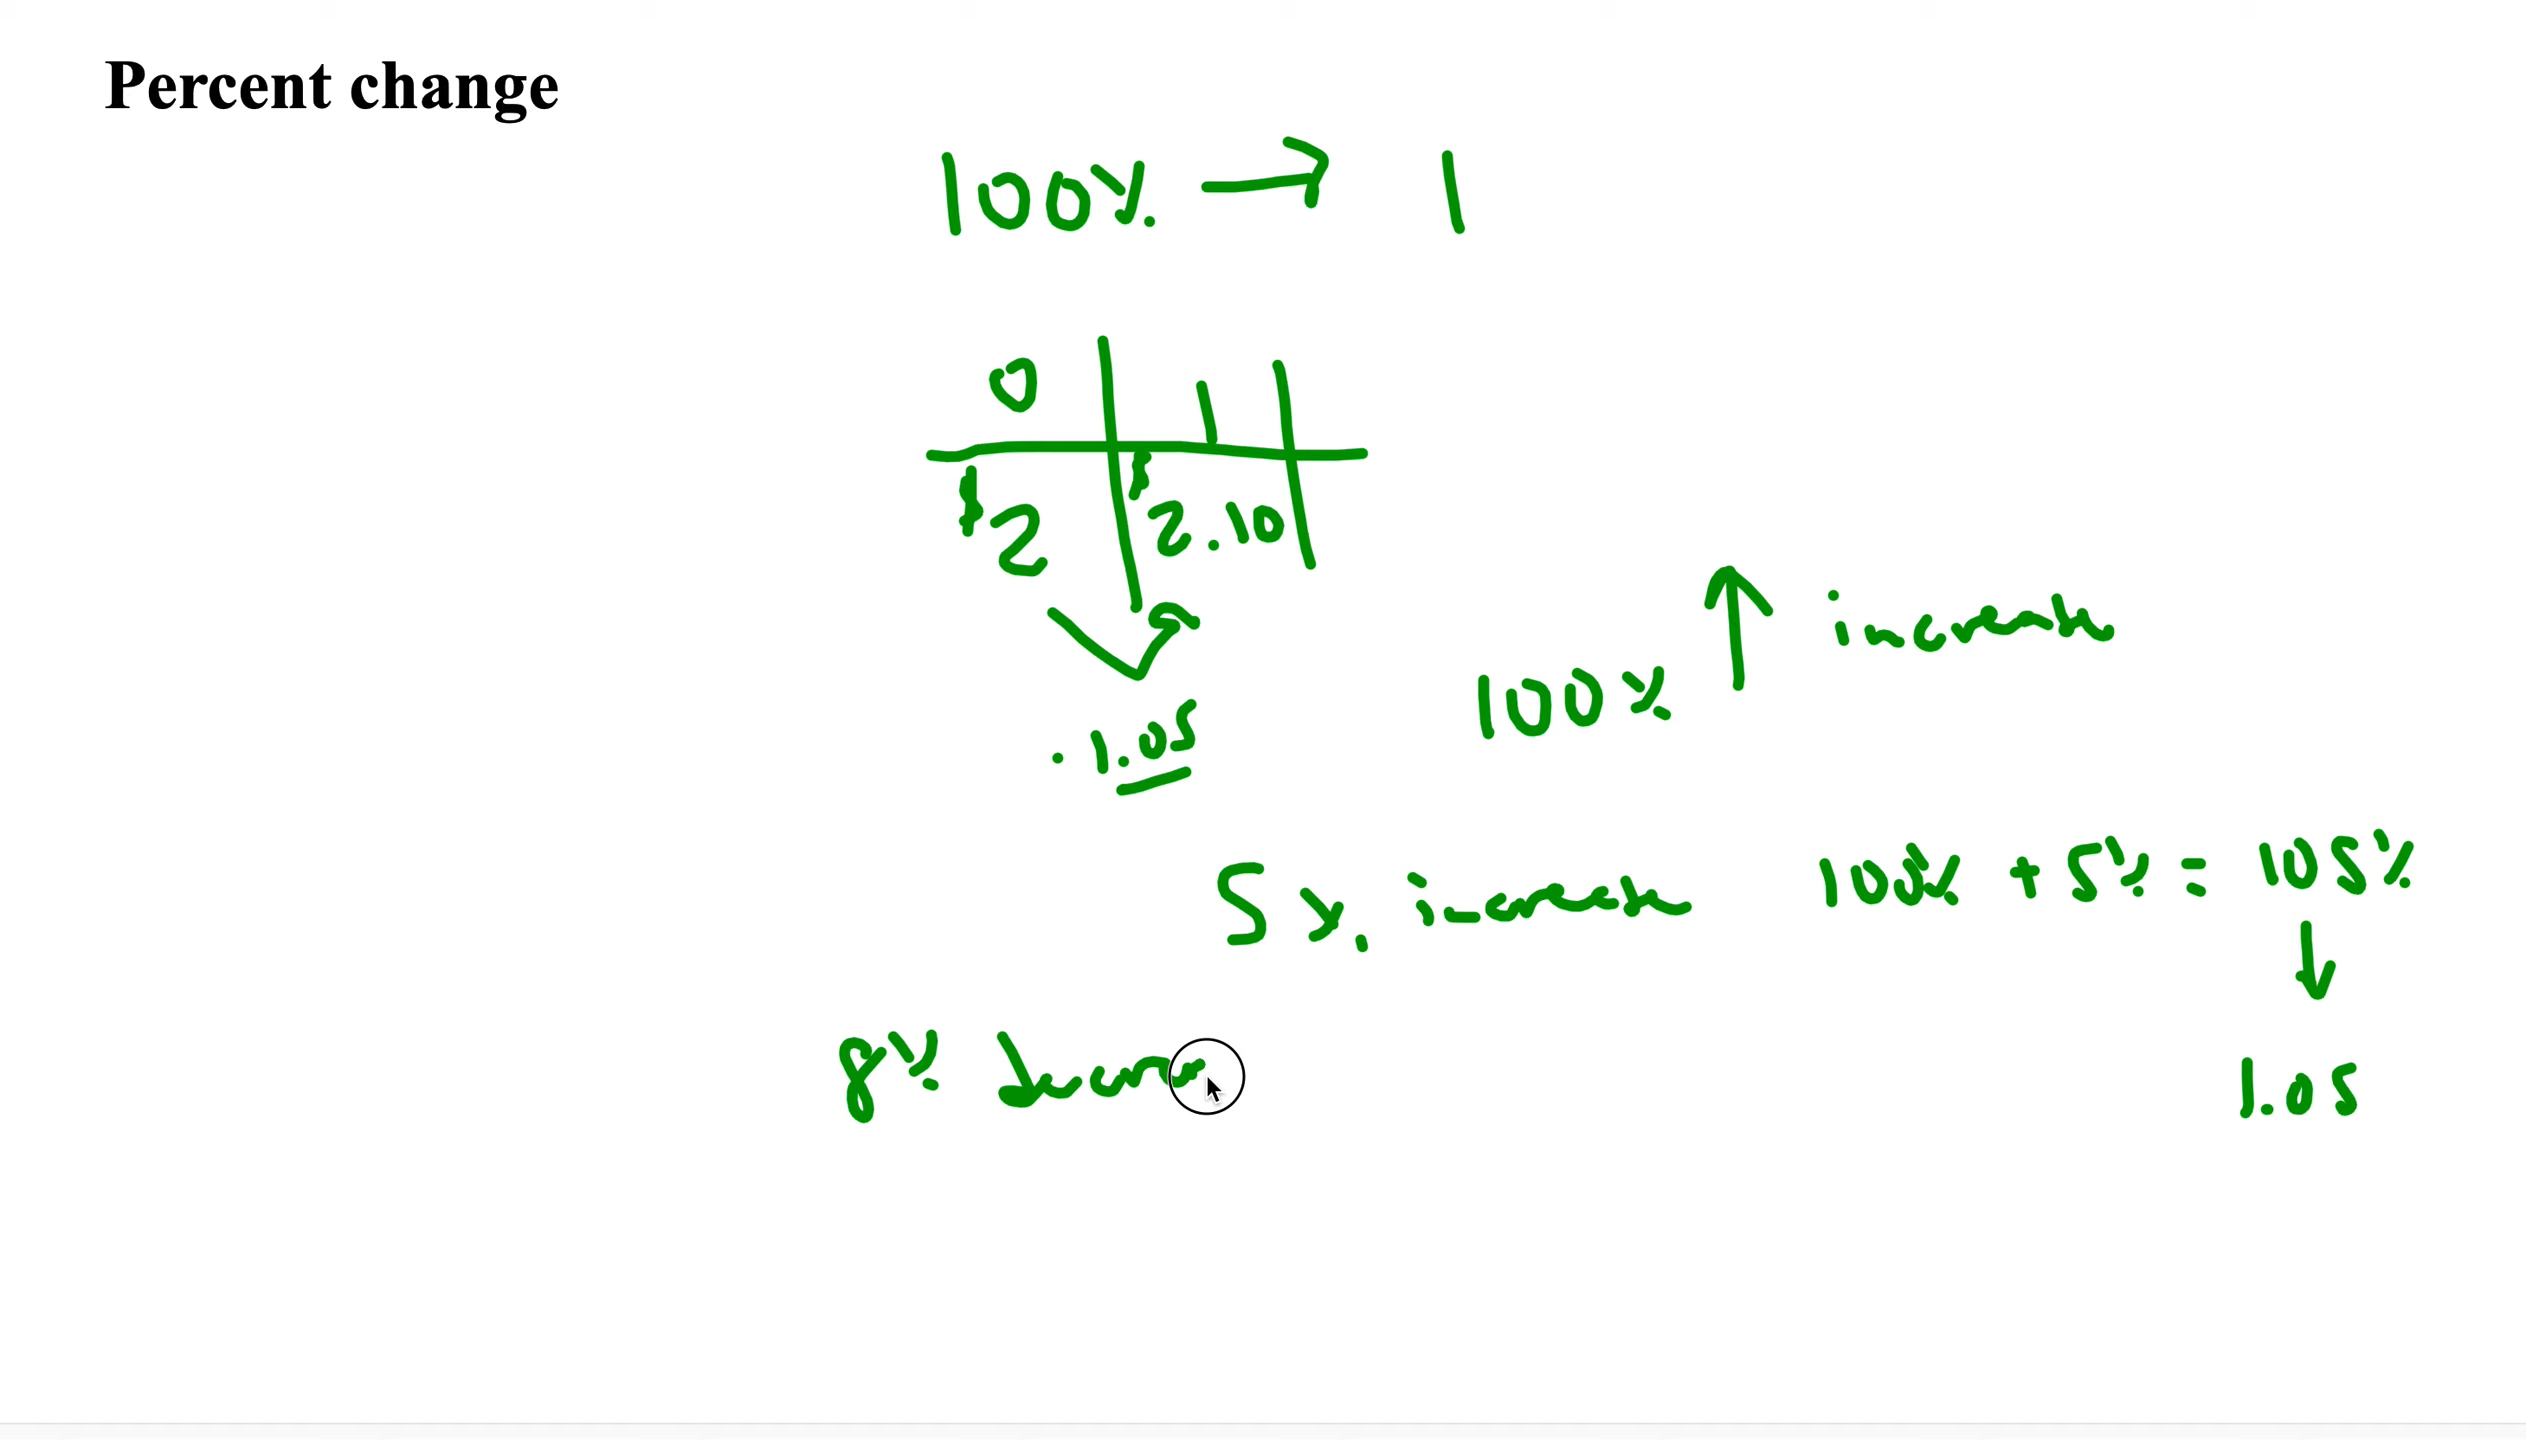 Percent change
100% → 1
0 1
$2 $2.10
· 1.05
100% ↑ increase
5% increase 100% + 5% = 105%
↓
8%
1.05